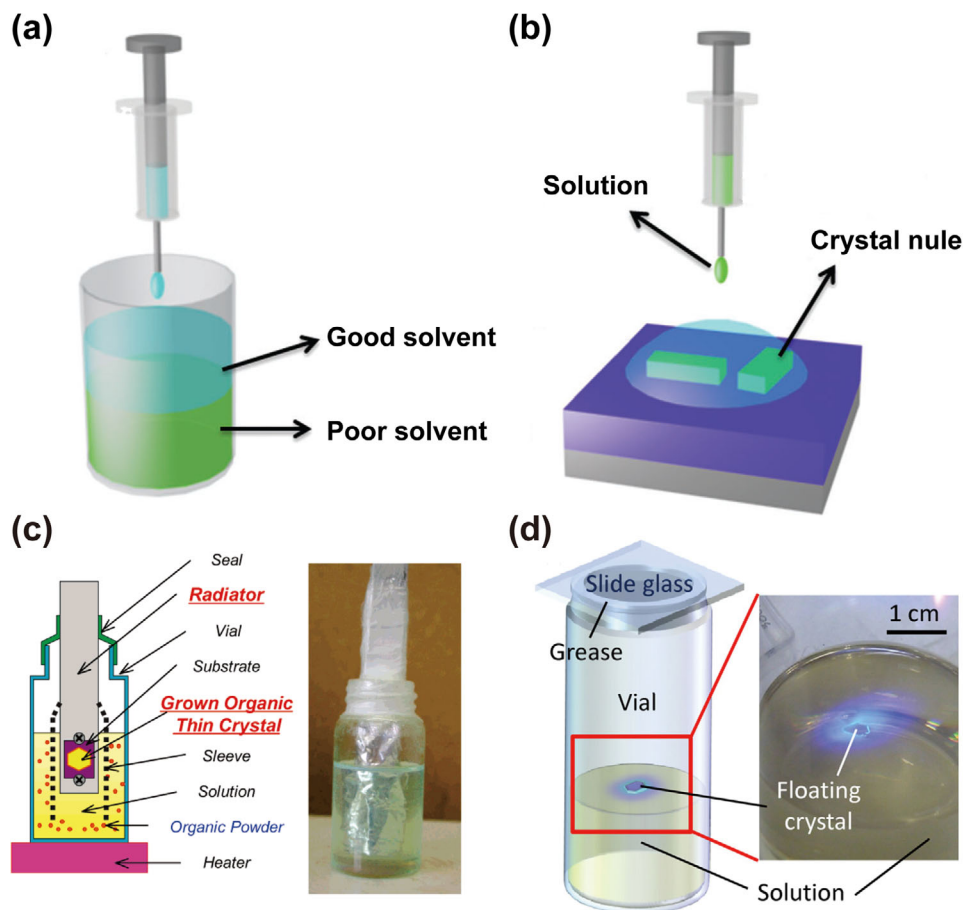 (a)
Good solvent
Poor solvent
(b)
Solution
Crystal nule
(c)
Seal
Radiator
Vial
Substrate
Grown Organic
Thin Crystal
Sleeve
Solution
Organic Powder
Heater
(d)
Slide glass
Grease
Vial
1 cm
Floating
crystal
Solution